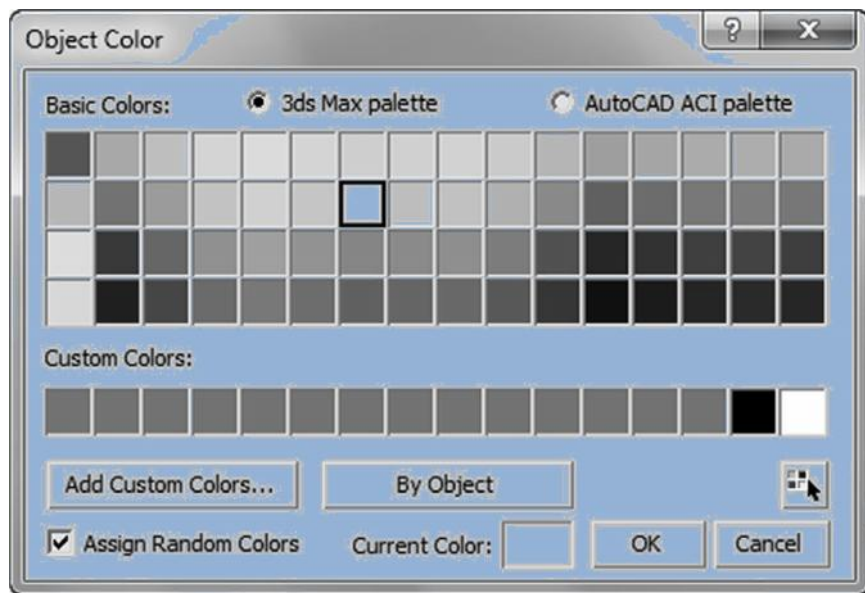 Object Color
?
Basic Colors: 3ds Max palette AutoCAD ACI palette
Custom Colors:
Add Custom Colors... By Object
Assign Random Colors Current Color: OK Cancel